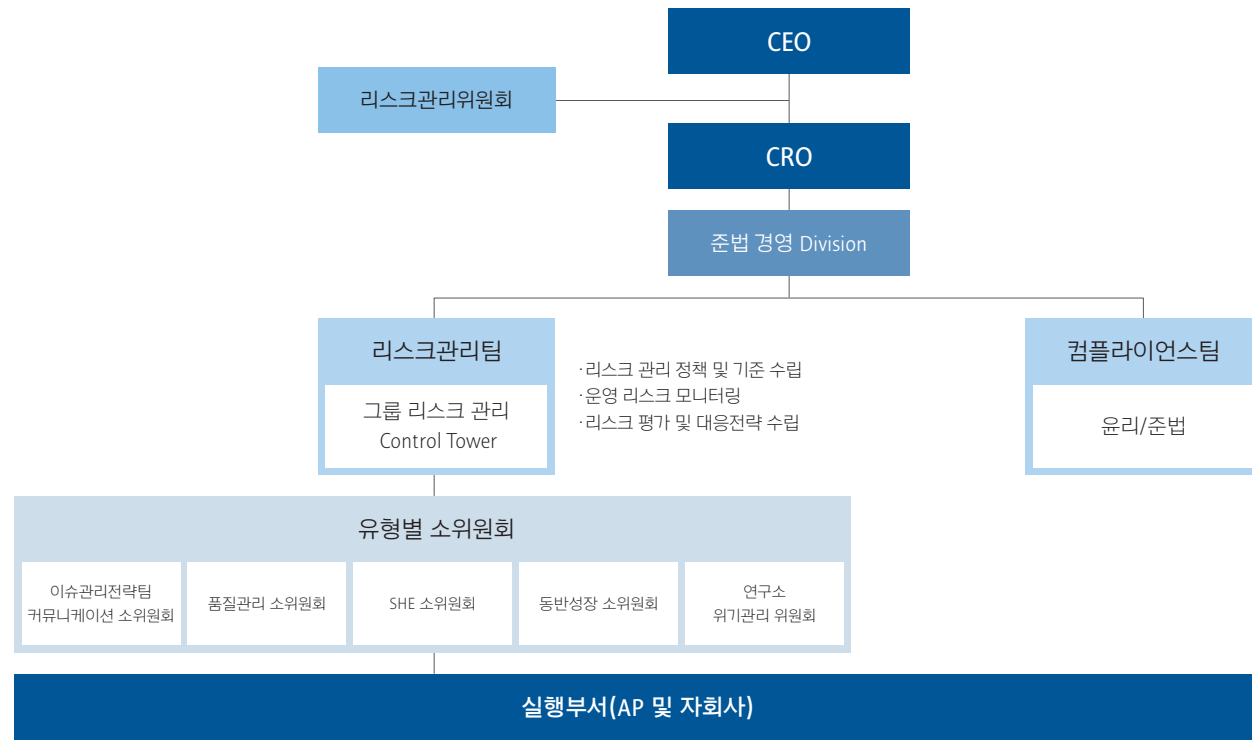 CEO
리스크관리위원회
CRO
준법 경영 Division
리스크관리팀
그룹 리스크 관리
Control Tower
·리스크 관리 정책 및 기준 수립
·운영 리스크 모니터링
·리스크 평가 및 대응전략 수립
컴플라이언스팀
윤리/준법
유형별 소위원회
이슈관리전략팀
커뮤니케이션 소위원회
품질관리 소위원회
SHE 소위원회
동반성장 소위원회
연구소
위기관리 위원회
실행부서(AP 및 자회사)